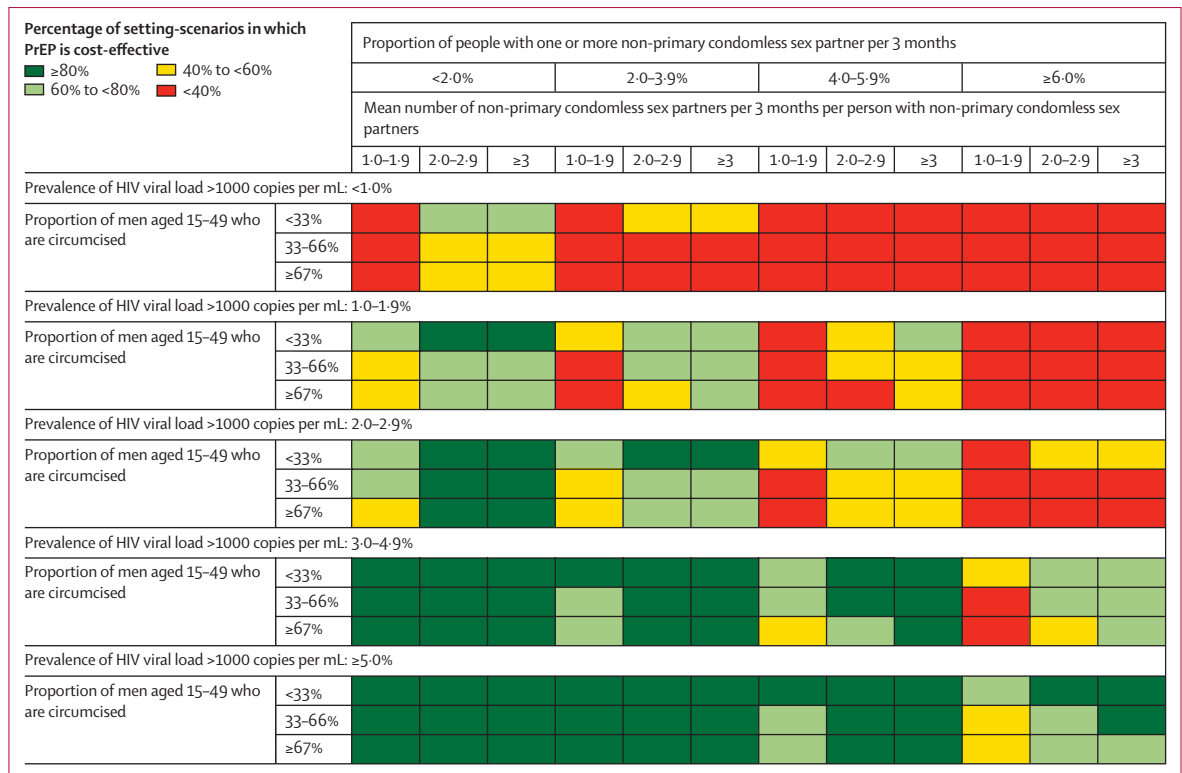 Percentage of setting-scenarios in which
PrEP is cost-effective
≥80% 40% to <60%
60% to <80% <40%
Proportion of people with one or more non-primary condomless sex partner per 3 months
<2·0% 2·0–3·9% 4·0–5·9% ≥6·0%
Mean number of non-primary condomless sex partners per 3 months per person with non-primary condomless sex
partners
1·0–1·9 2·0–2·9 ≥3 1·0–1·9 2·0–2·9 ≥3 1·0–1·9 2·0–2·9 ≥3 1·0–1·9 2·0–2·9 ≥3
Prevalence of HIV viral load >1000 copies per mL: <1·0%
Proportion of men aged 15–49 who <33%
are circumcised
33–66%
≥67%
Prevalence of HIV viral load >1000 copies per mL: 1·0–1·9%
Proportion of men aged 15–49 who <33%
are circumcised
33–66%
≥67%
Prevalence of HIV viral load >1000 copies per mL: 2·0–2·9%
Proportion of men aged 15–49 who <33%
are circumcised
33–66%
≥67%
Prevalence of HIV viral load >1000 copies per mL: 3·0–4·9%
Proportion of men aged 15–49 who <33%
are circumcised
33–66%
≥67%
Prevalence of HIV viral load >1000 copies per mL: ≥5·0%
Proportion of men aged 15–49 who <33%
are circumcised
33–66%
≥67%